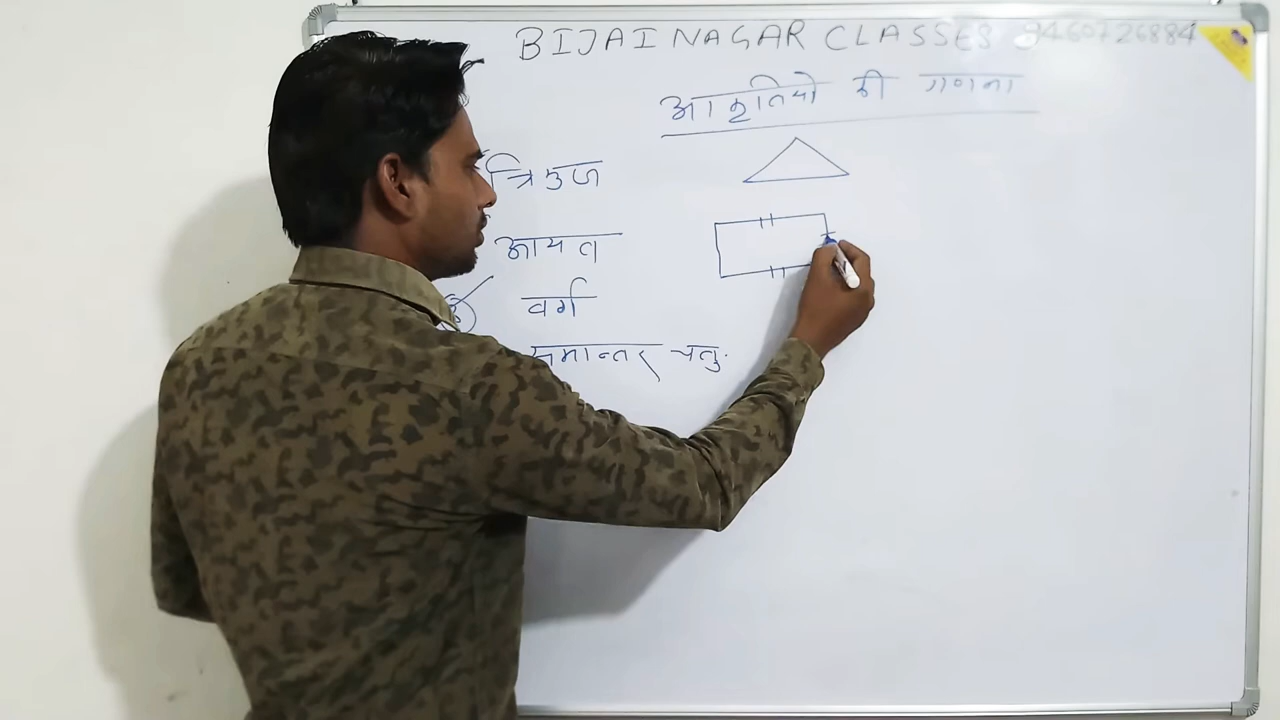 BIJAINAGAR CLASSES 9460726884
आकृतियो की गणना
त्रिभुज
आयत
वर्ग
समान्तर चतु.